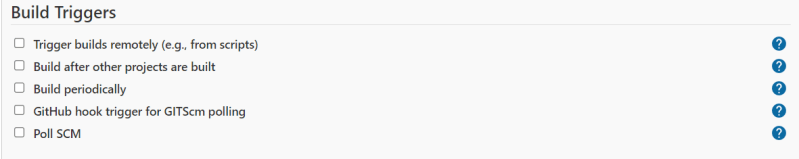 Build Triggers
Trigger builds remotely (e.g., from scripts)
Build after other projects are built
Build periodically
GitHub hook trigger for GITScm polling
Poll SCM